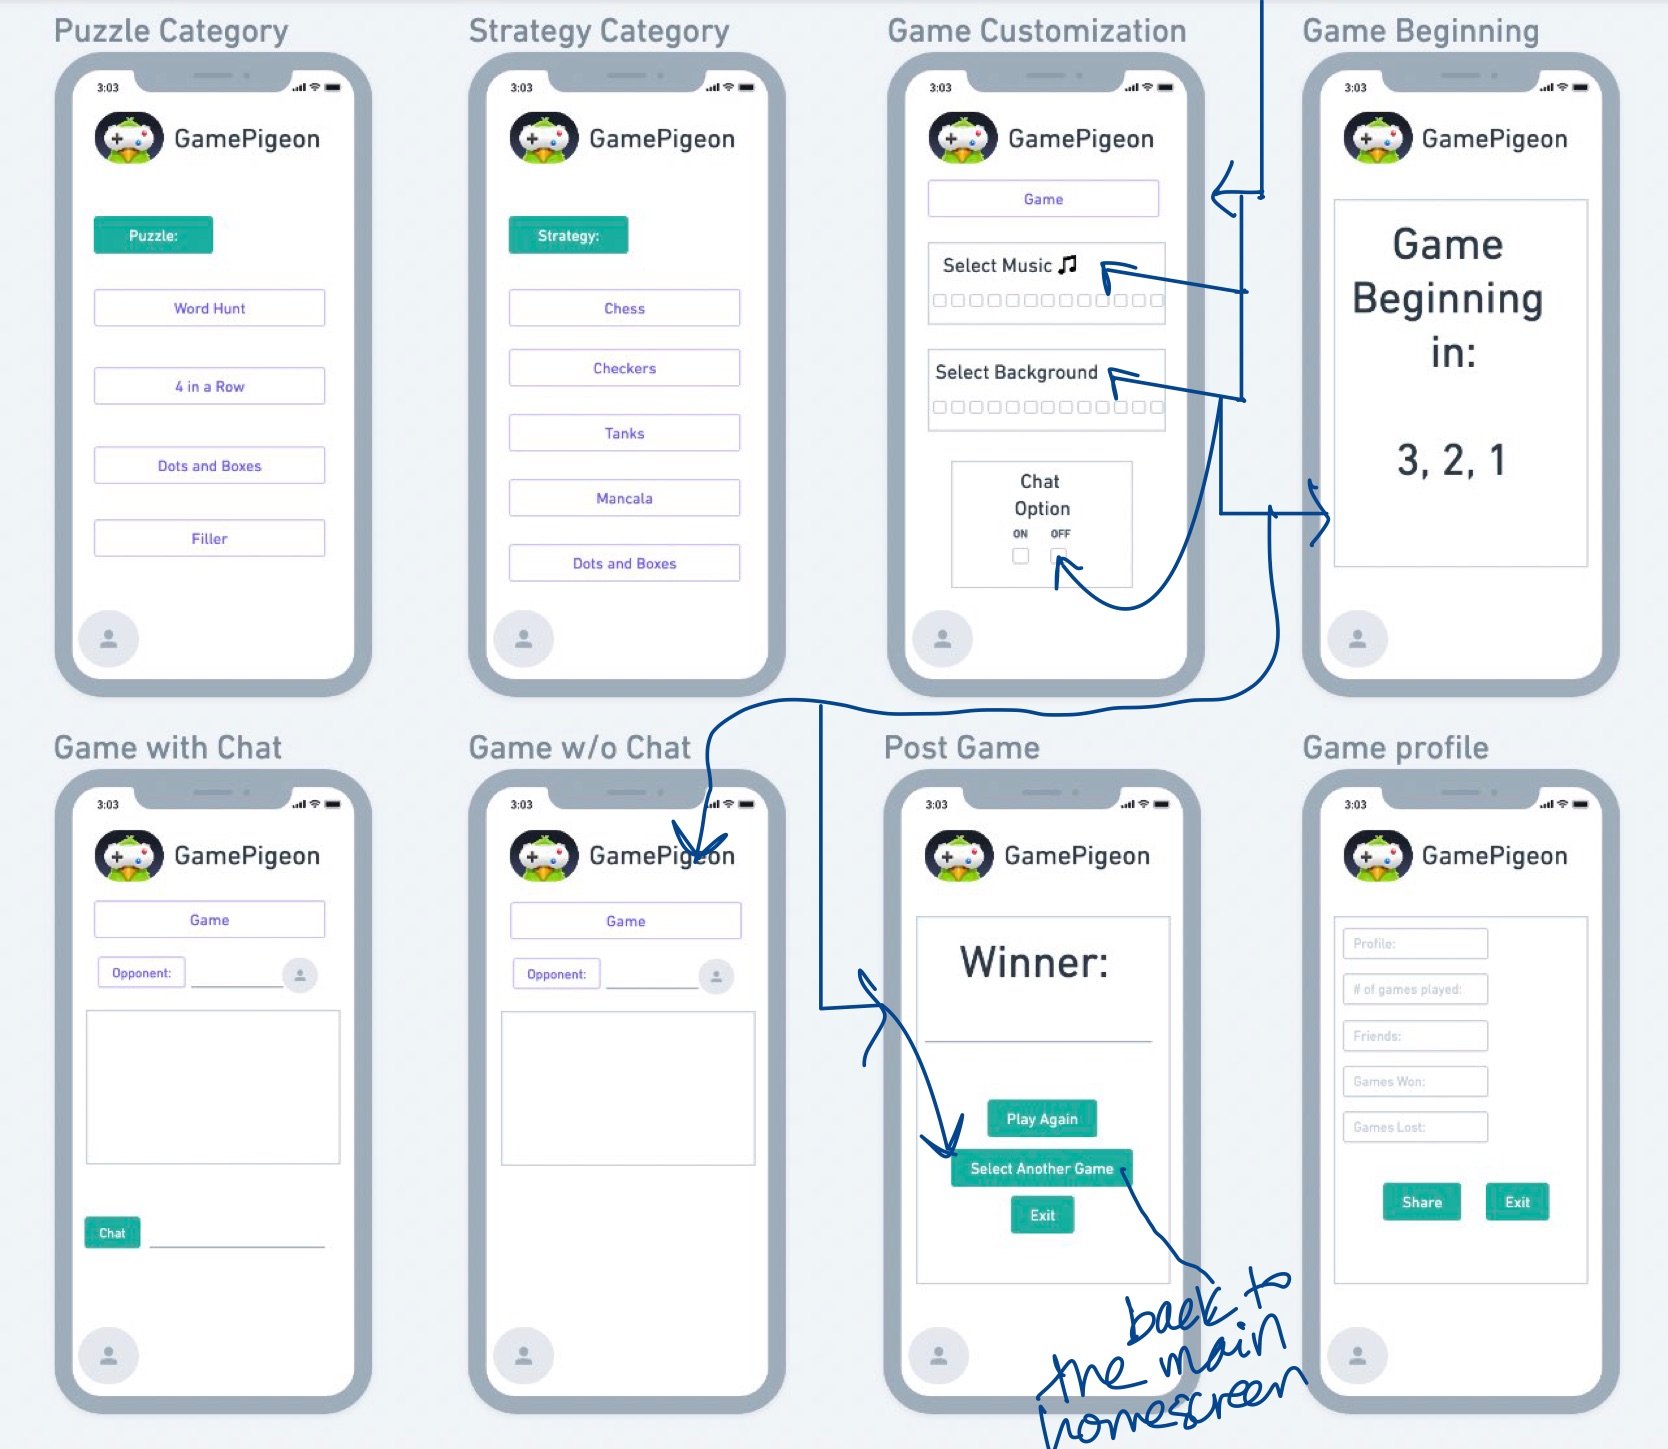 Puzzle Category
3:03
GamePigeon
Puzzle:
Word Hunt
4 in a Row
Dots and Boxes
Filler
Strategy Category
3:03
GamePigeon
Strategy:
Chess
Checkers
Tanks
Mancala
Dots and Boxes
Game Customization
3:03
GamePigeon
Game
Select Music
Select Background
Chat
Option
ON OFF
Game Beginning
3:03
GamePigeon
Game
Beginning
in:
3, 2, 1
Game with Chat
3:03
GamePigeon
Game
Opponent:
Chat
Game w/o Chat
3:03
GamePigeon
Game
Opponent:
Post Game
3:03
GamePigeon
Winner:
Play Again
Select Another Game
Exit
back to
the main
homescreen
Game profile
3:03
GamePigeon
Profile:
# of games played:
Friends:
Games Won:
Games Lost:
Share Exit